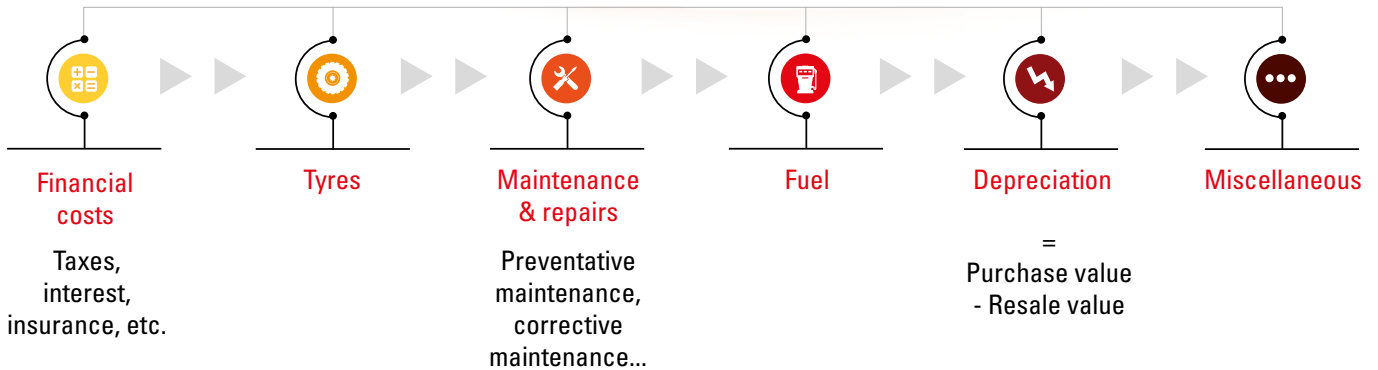 Financial
costs
Taxes,
interest,
insurance, etc.
Tyres
Maintenance
& repairs
Preventative
maintenance,
corrective
maintenance...
Fuel
Depreciation
=
Purchase value
- Resale value
Miscellaneous